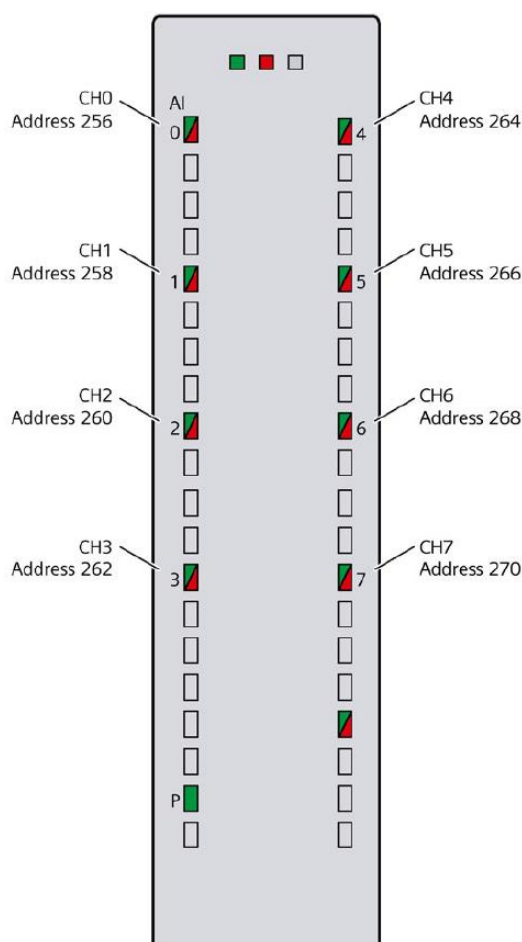 CH0
Address 256
AI
0
CH4
Address 264
4
CH1
Address 258
1
CH5
Address 266
5
CH2
Address 260
2
CH6
Address 268
6
CH3
Address 262
3
CH7
Address 270
7
P